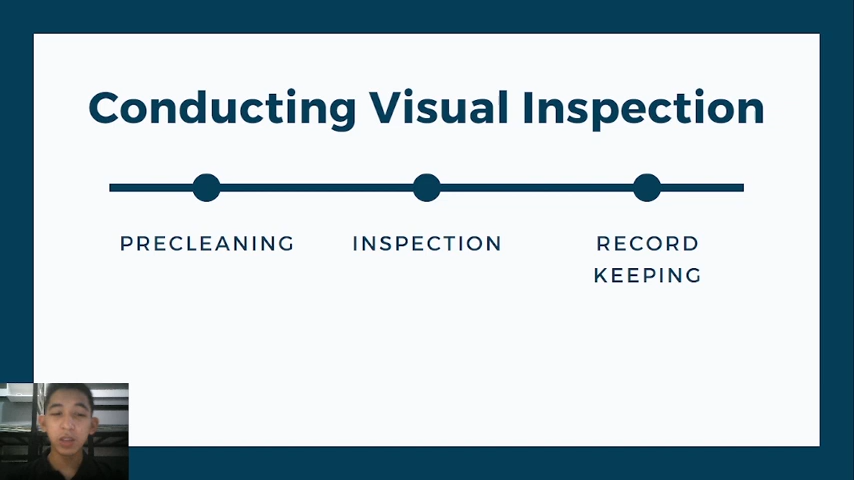 Conducting Visual Inspection
PRECLEANING
INSPECTION
RECORD
KEEPING